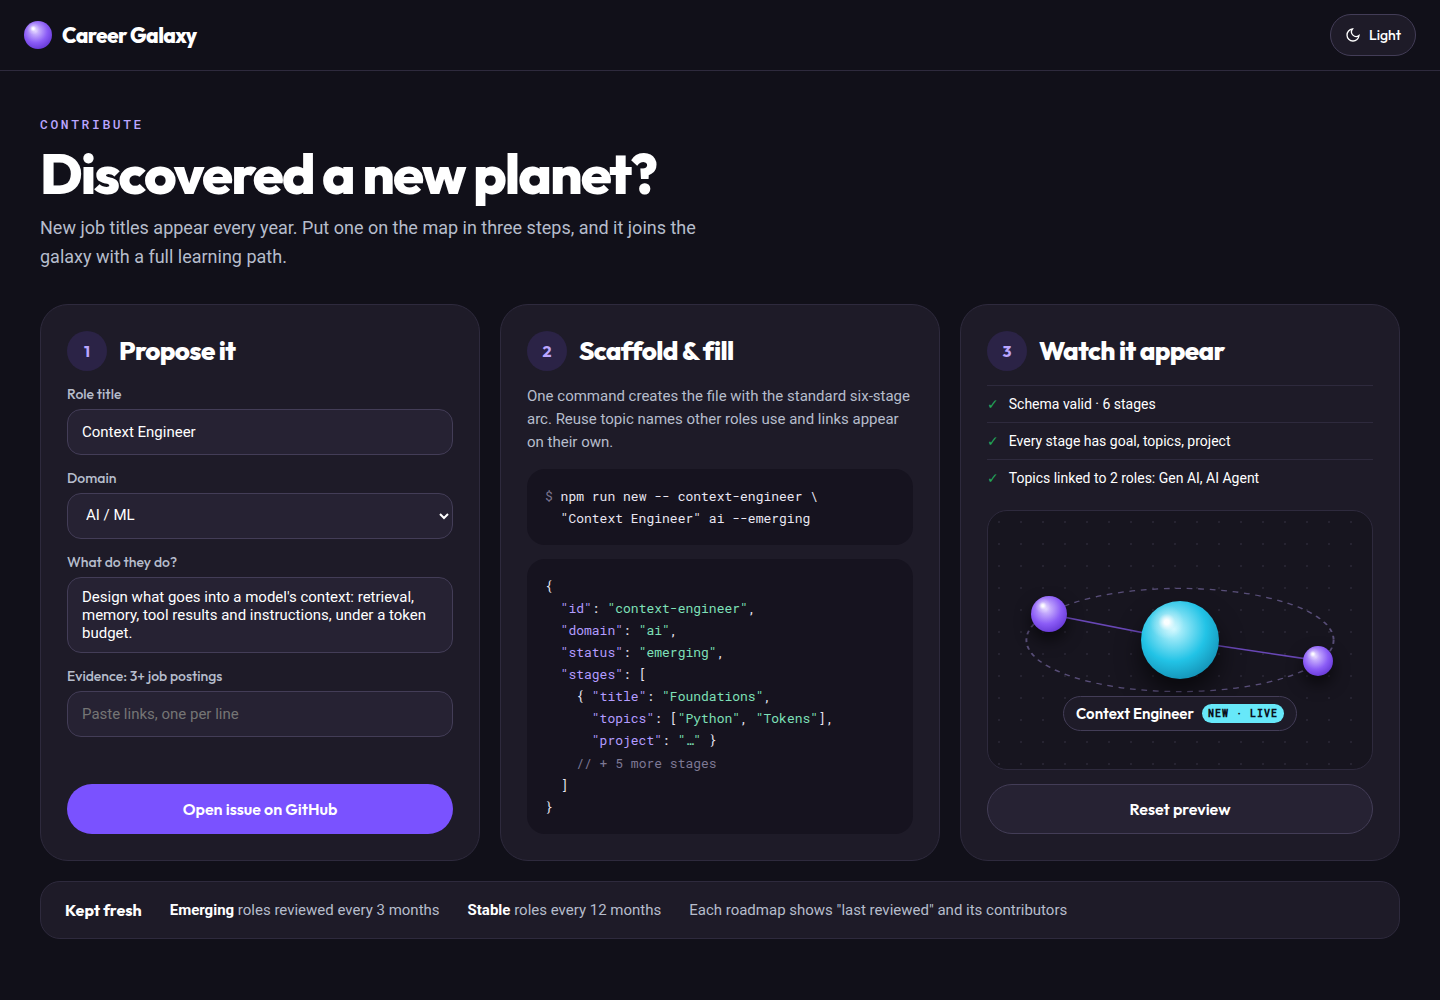 Career Galaxy
Light
CONTRIBUTE
Discovered a new planet?
New job titles appear every year. Put one on the map in three steps, and it joins the
galaxy with a full learning path.
1
Propose it
Role title
Context Engineer
Domain
AI / ML
What do they do?
Design what goes into a model's context: retrieval,
memory, tool results and instructions, under a token
budget.
Evidence: 3+ job postings
Paste links, one per line
Open issue on GitHub
2
Scaffold & fill
One command creates the file with the standard six-stage
arc. Reuse topic names other roles use and links appear
on their own.
$ npm run new -- context-engineer \
"Context Engineer" ai --emerging
{
"id": "context-engineer",
"domain": "ai",
"status": "emerging",
"stages": [
{ "title": "Foundations",
"topics": ["Python", "Tokens"],
"project": "…" }
// + 5 more stages
]
}
3
Watch it appear
✓ Schema valid · 6 stages
✓ Every stage has goal, topics, project
✓ Topics linked to 2 roles: Gen AI, AI Agent
Context Engineer NEW · LIVE
Reset preview
Kept fresh
Emerging roles reviewed every 3 months
Stable roles every 12 months
Each roadmap shows "last reviewed" and its contributors